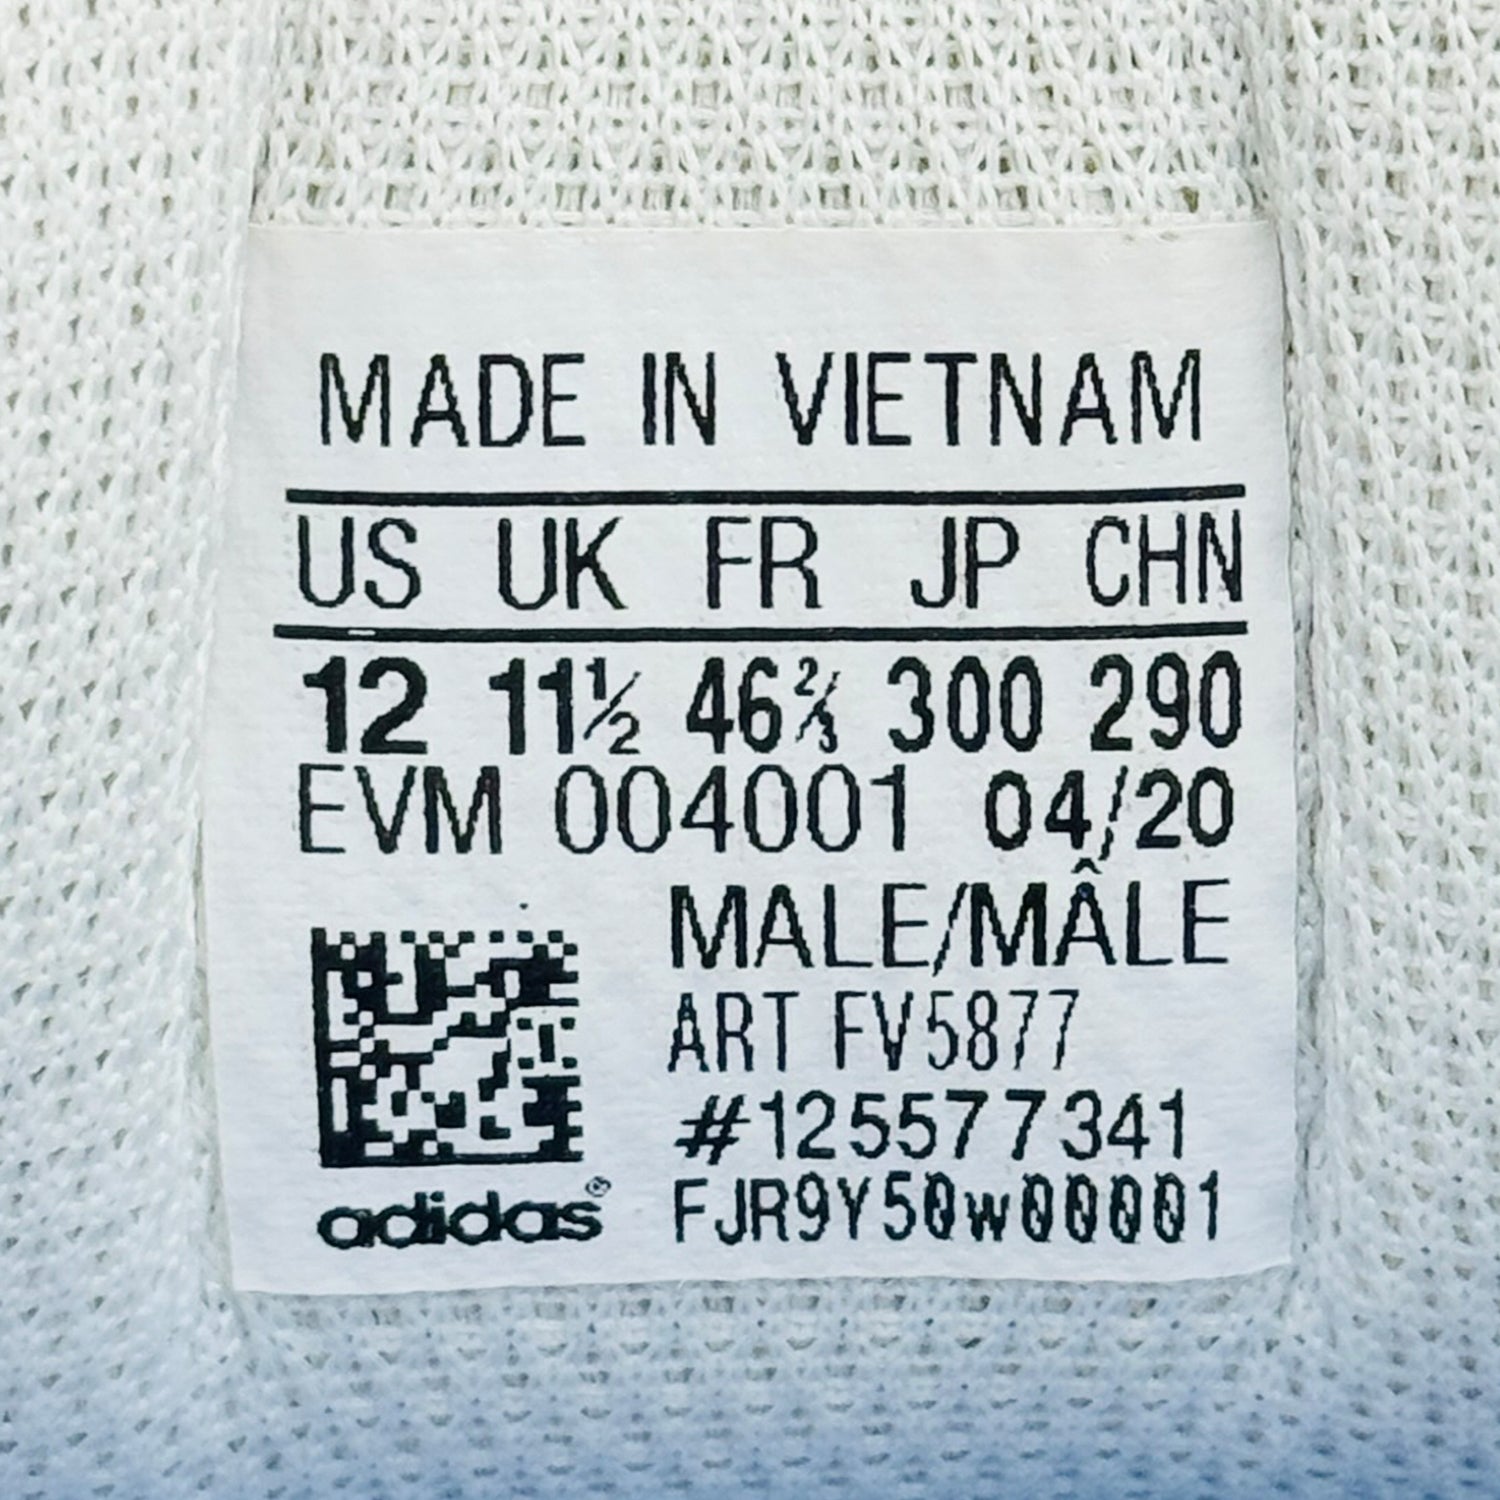 MADE IN VIETNAM
US UK FR JP CHN
12 11½ 46⅔ 300 290
EVM 004001 04/20
MALE/MÂLE
ART FV5877
#125577341
FJR9Y50w00001
adidas®